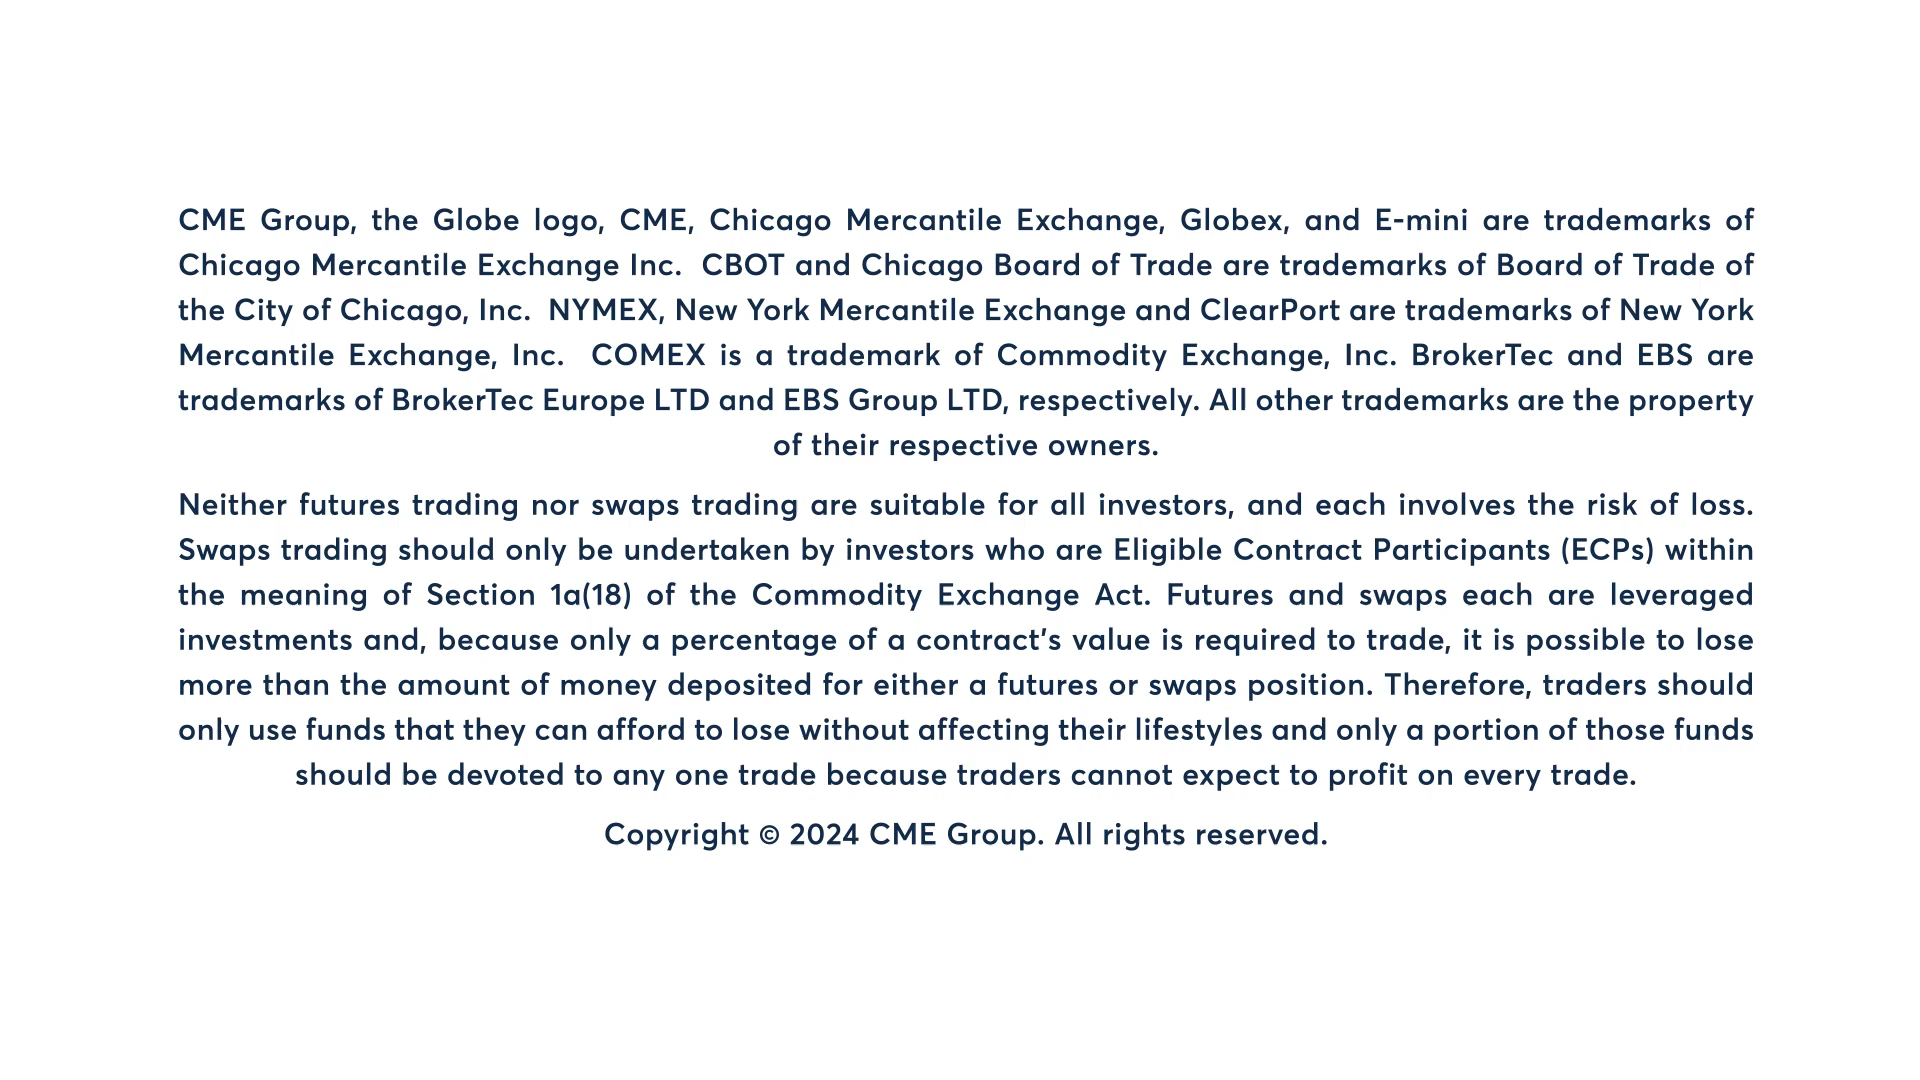 CME Group, the Globe logo, CME, Chicago Mercantile Exchange, Globex, and E-mini are trademarks of
Chicago Mercantile Exchange Inc.  CBOT and Chicago Board of Trade are trademarks of Board of Trade of
the City of Chicago, Inc.  NYMEX, New York Mercantile Exchange and ClearPort are trademarks of New York
Mercantile Exchange, Inc.  COMEX is a trademark of Commodity Exchange, Inc. BrokerTec and EBS are
trademarks of BrokerTec Europe LTD and EBS Group LTD, respectively. All other trademarks are the property
of their respective owners.
Neither futures trading nor swaps trading are suitable for all investors, and each involves the risk of loss.
Swaps trading should only be undertaken by investors who are Eligible Contract Participants (ECPs) within
the meaning of Section 1a(18) of the Commodity Exchange Act. Futures and swaps each are leveraged
investments and, because only a percentage of a contract's value is required to trade, it is possible to lose
more than the amount of money deposited for either a futures or swaps position. Therefore, traders should
only use funds that they can afford to lose without affecting their lifestyles and only a portion of those funds
should be devoted to any one trade because traders cannot expect to profit on every trade.
Copyright © 2024 CME Group. All rights reserved.